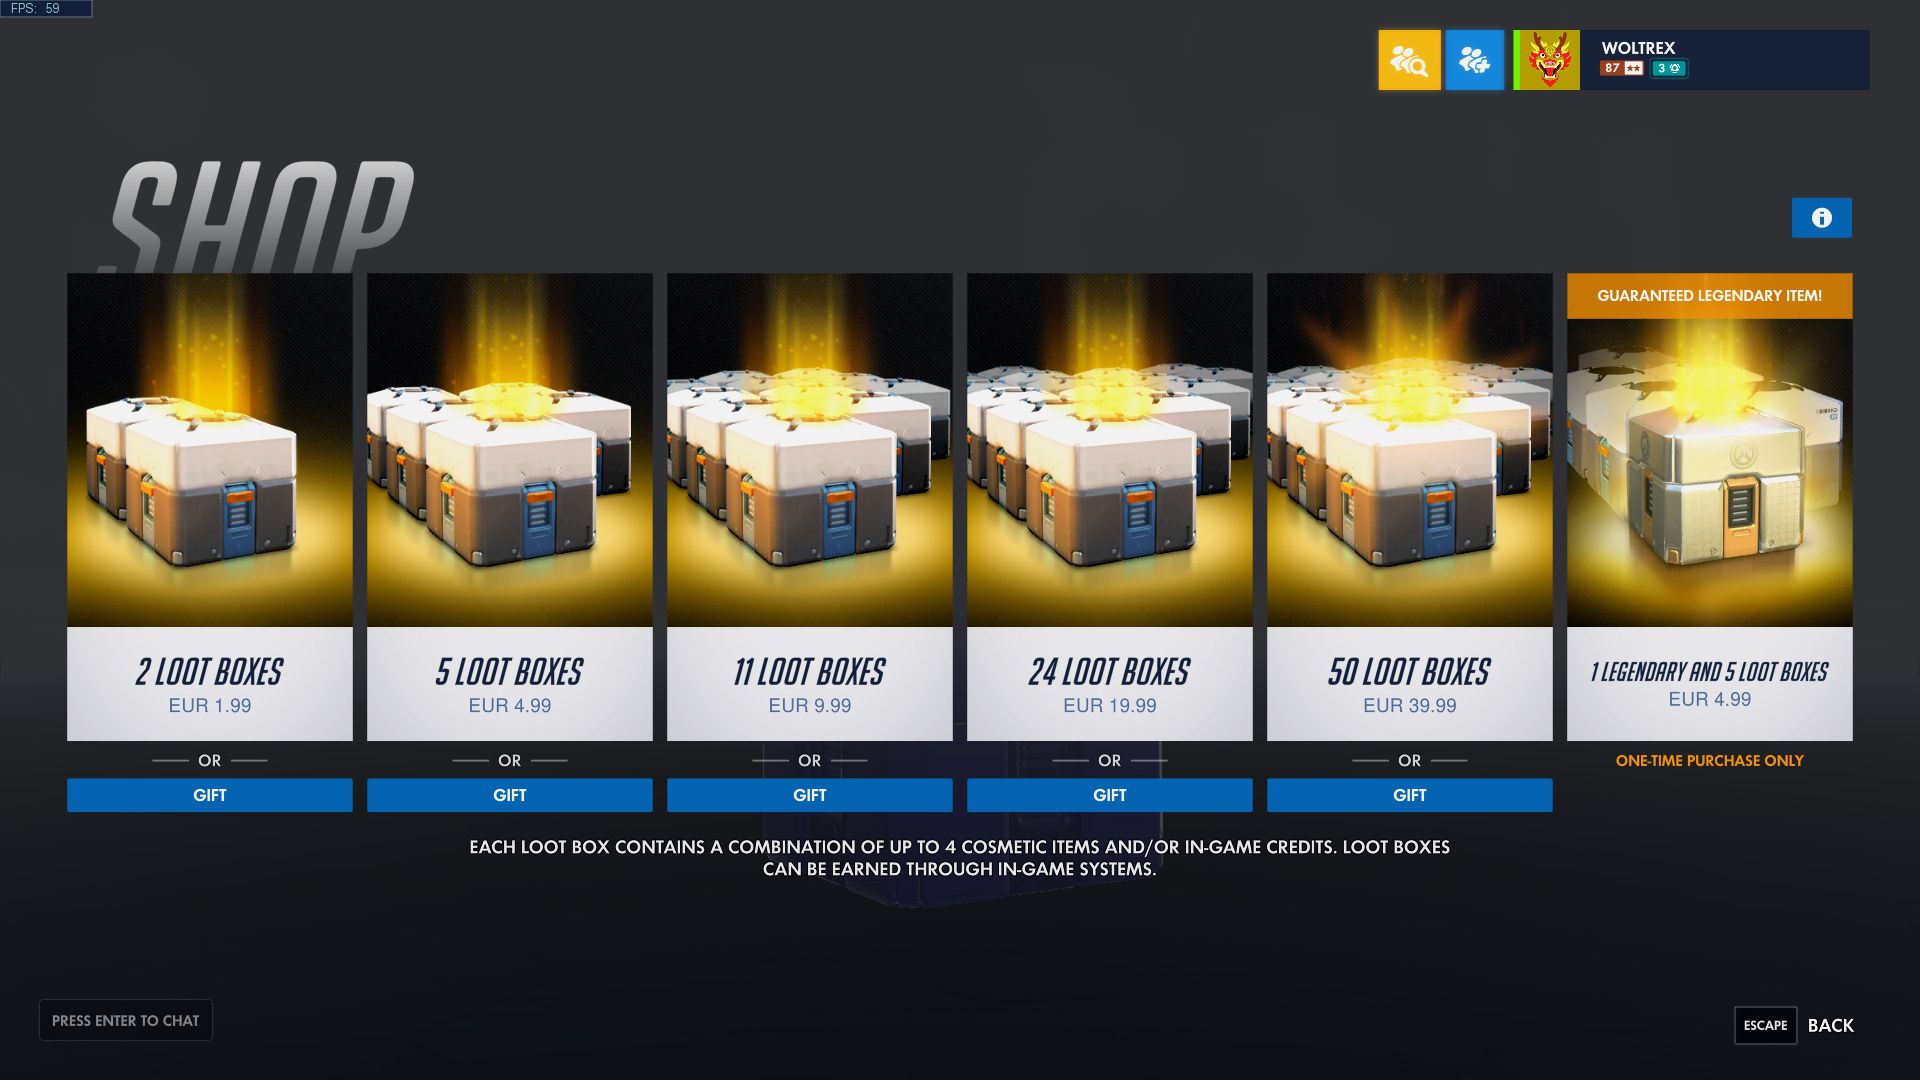 FPS: 59
WOLTREX
87
3
SHOP
GUARANTEED LEGENDARY ITEM!
2 LOOT BOXES
EUR 1.99
OR
GIFT
5 LOOT BOXES
EUR 4.99
OR
GIFT
11 LOOT BOXES
EUR 9.99
OR
GIFT
24 LOOT BOXES
EUR 19.99
OR
GIFT
50 LOOT BOXES
EUR 39.99
OR
GIFT
1 LEGENDARY AND 5 LOOT BOXES
EUR 4.99
ONE-TIME PURCHASE ONLY
EACH LOOT BOX CONTAINS A COMBINATION OF UP TO 4 COSMETIC ITEMS AND/OR IN-GAME CREDITS. LOOT BOXES
CAN BE EARNED THROUGH IN-GAME SYSTEMS.
PRESS ENTER TO CHAT
ESCAPE BACK